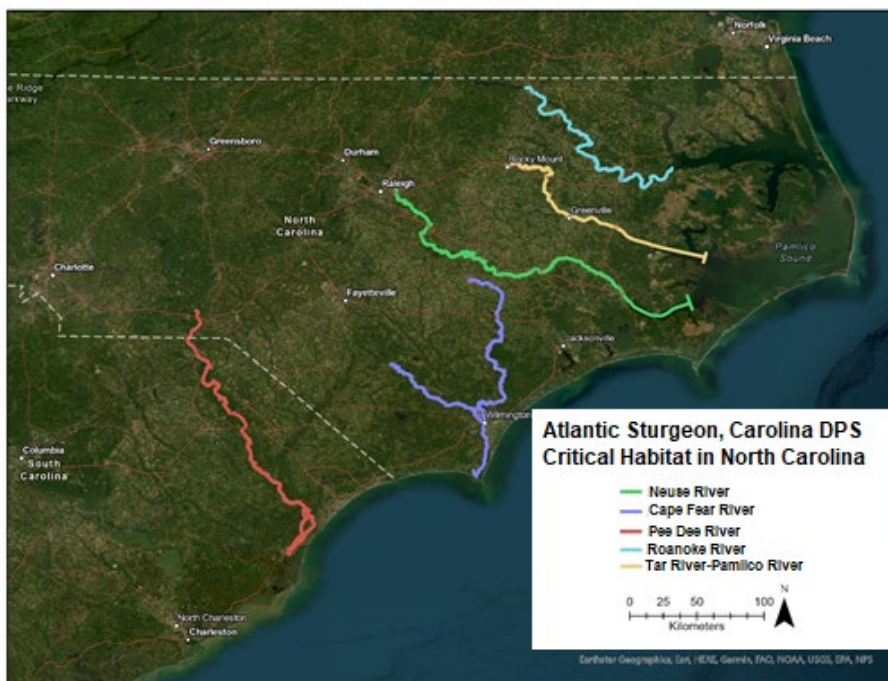 Norfolk
Virginia Beach
Ridge
arkway
Greensboro
Durham
Rocky Mount
Raleigh
Greenville
North
Carolina
Pamlico
Sound
Charlotte
Fayetteville
Jacksonville
Wilmington
Columbia
South
Carolina
North Charleston
Charleston
Atlantic Sturgeon, Carolina DPS
Critical Habitat in North Carolina
Neuse River
Cape Fear River
Pee Dee River
Roanoke River
Tar River-Pamlico River
N
0 25 50 100
Kilometers
Earthstar Geographics, Esri, HERE, Garmin, FAO, NOAA, USGS, EPA, NPS